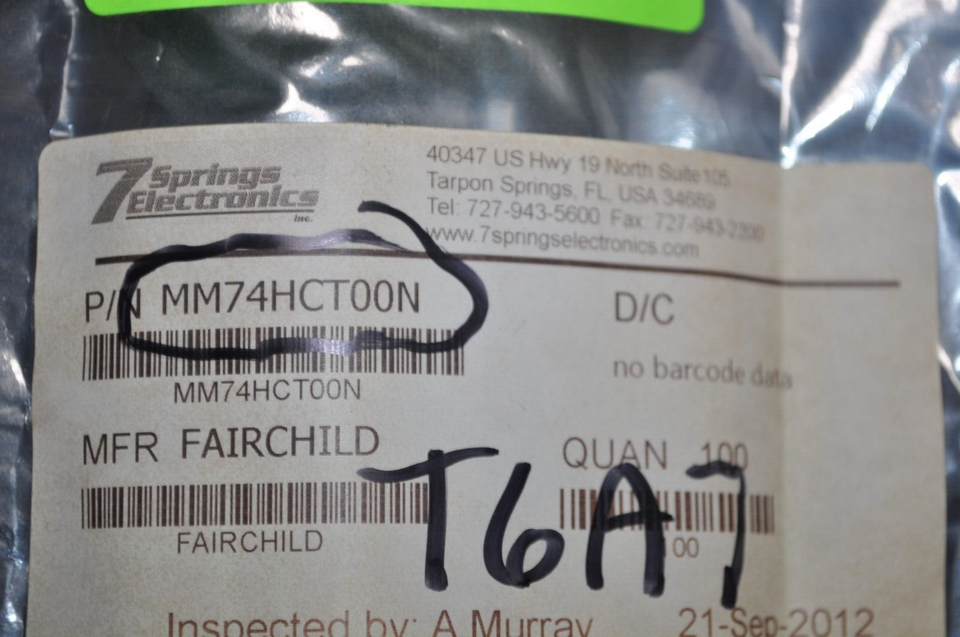 7 Springs
Electronics
Inc.
40347 US Hwy 19 North Suite 105
Tarpon Springs, FL, USA 34689
Tel: 727-943-5600 Fax: 727-943-2200
www.7springselectronics.com
P/N MM74HCT00N
MM74HCT00N
D/C
no barcode data
MFR FAIRCHILD
FAIRCHILD
QUAN 100
100
T6A7
Inspected by: A Murray 21-Sep-2012